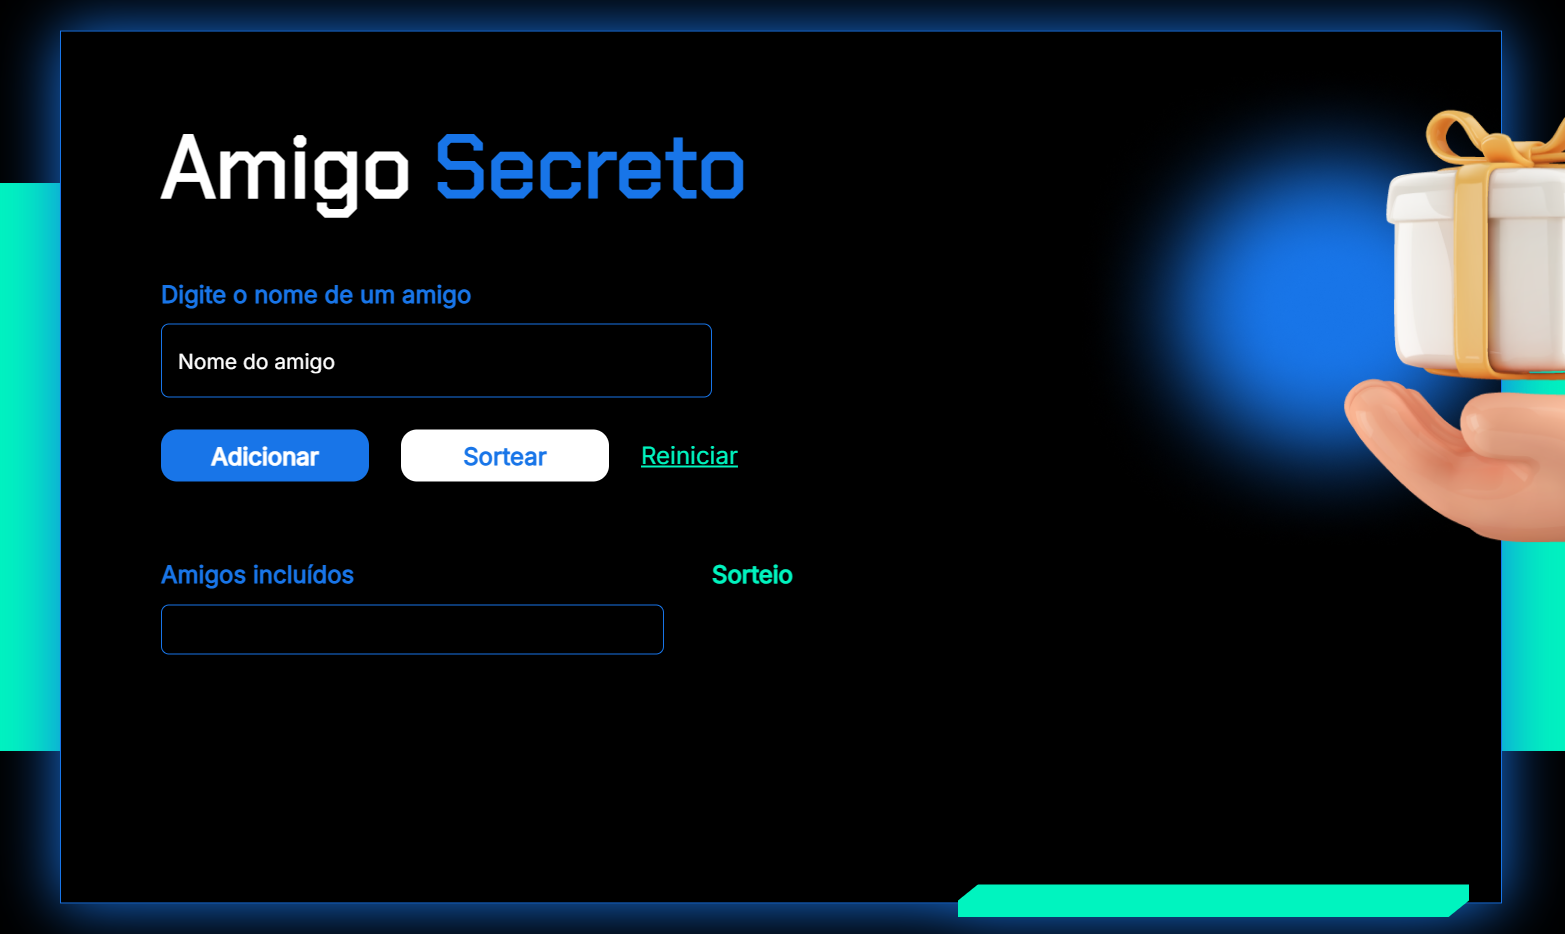 Amigo Secreto
Digite o nome de um amigo
Nome do amigo
Adicionar
Sortear
Reiniciar
Amigos incluídos
Sorteio